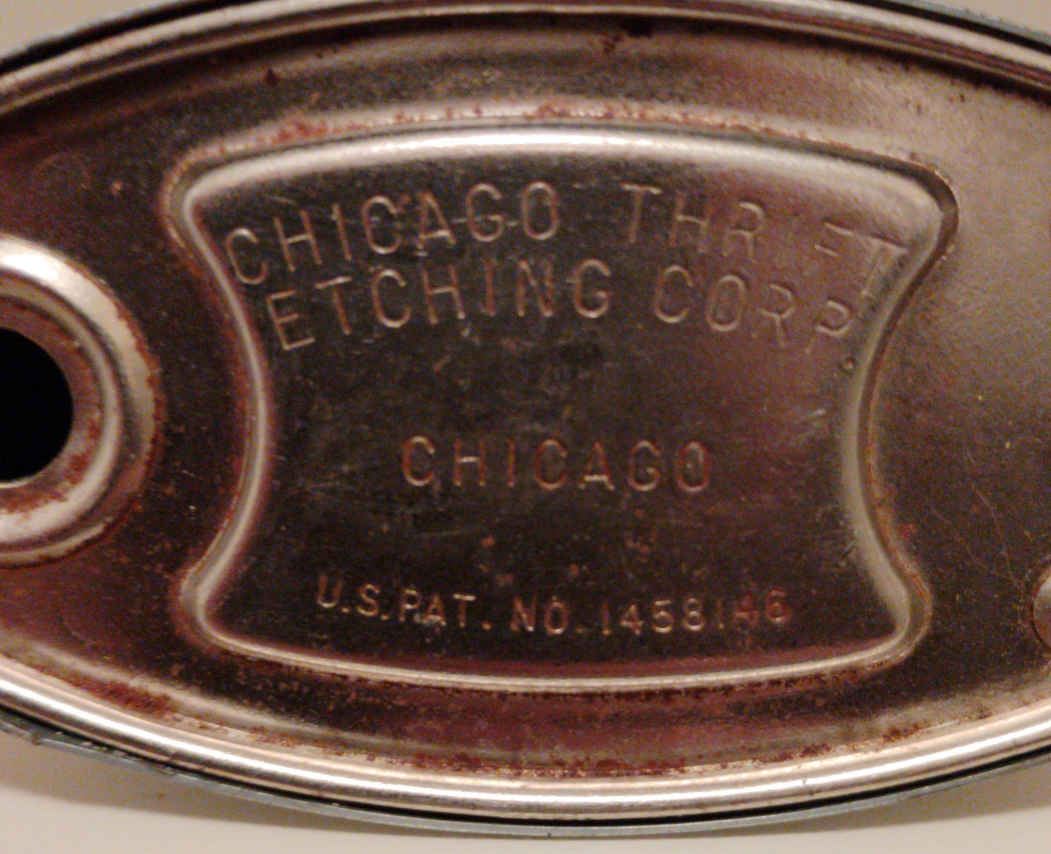 CHICAGO THRIFT
ETCHING CORP.
CHICAGO
U.S.PAT. NO.1458146